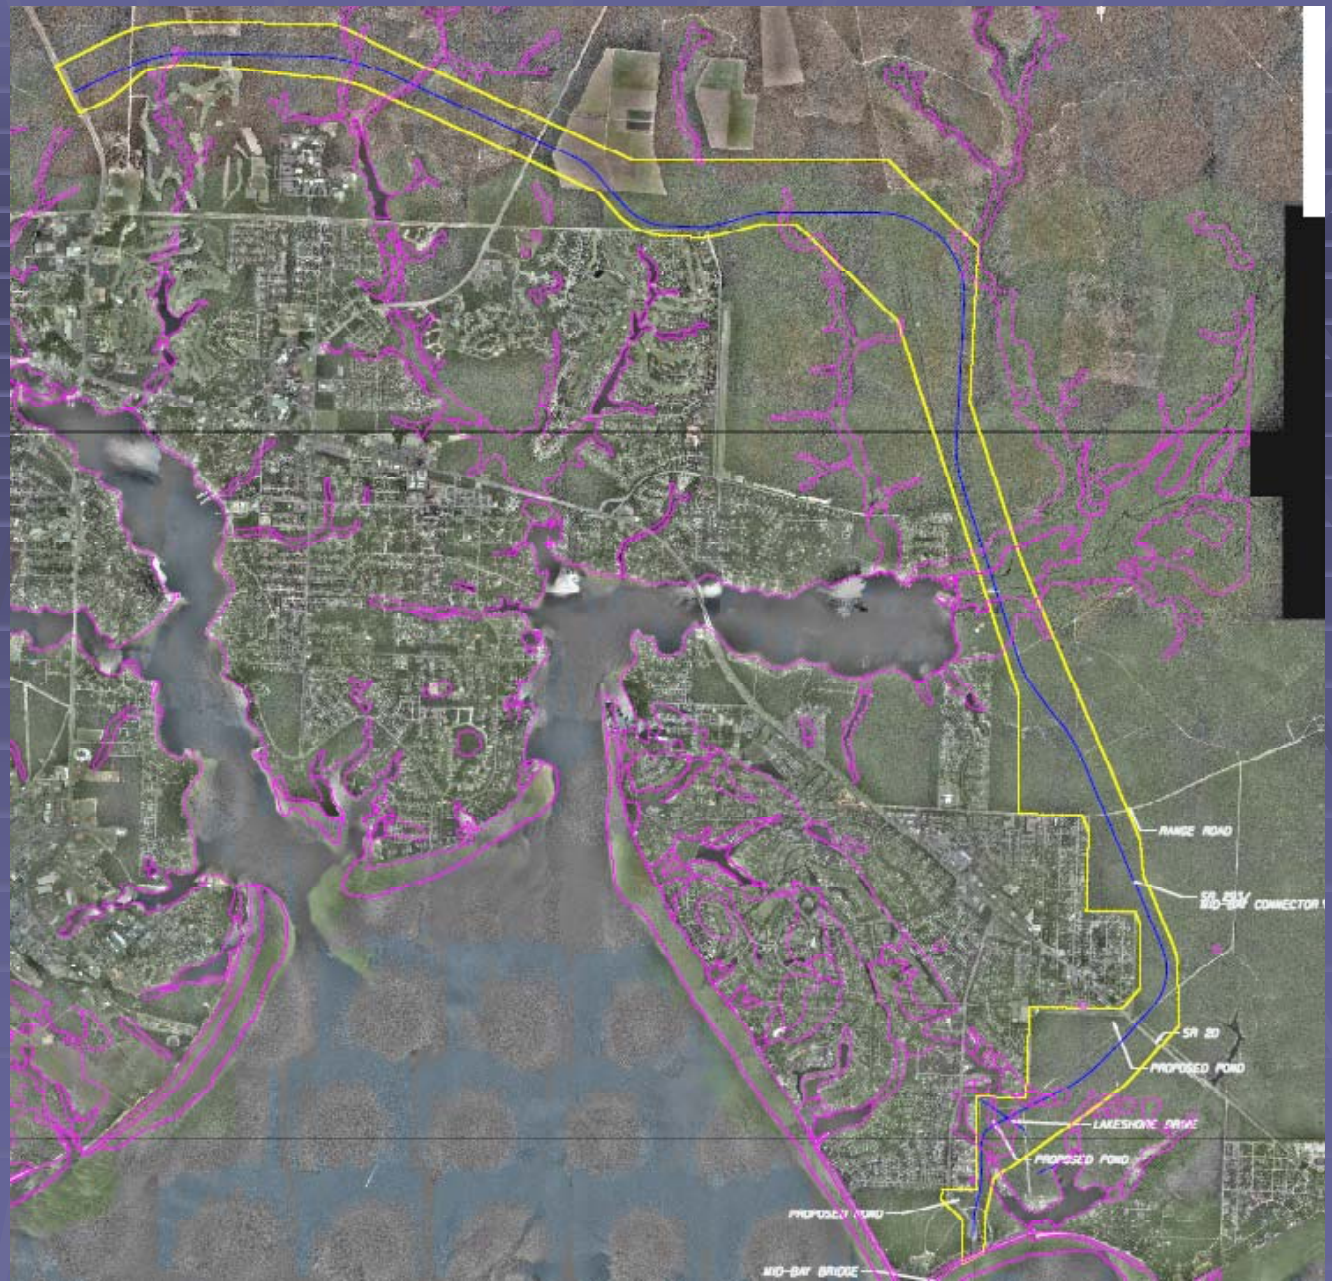 RANGE ROAD
SR 293/
MID-BAY CONNECTOR
SR 20
PROPOSED POND
LAKESHORE DRIVE
PROPOSED POND
PROPOSED POND
MID-BAY BRIDGE